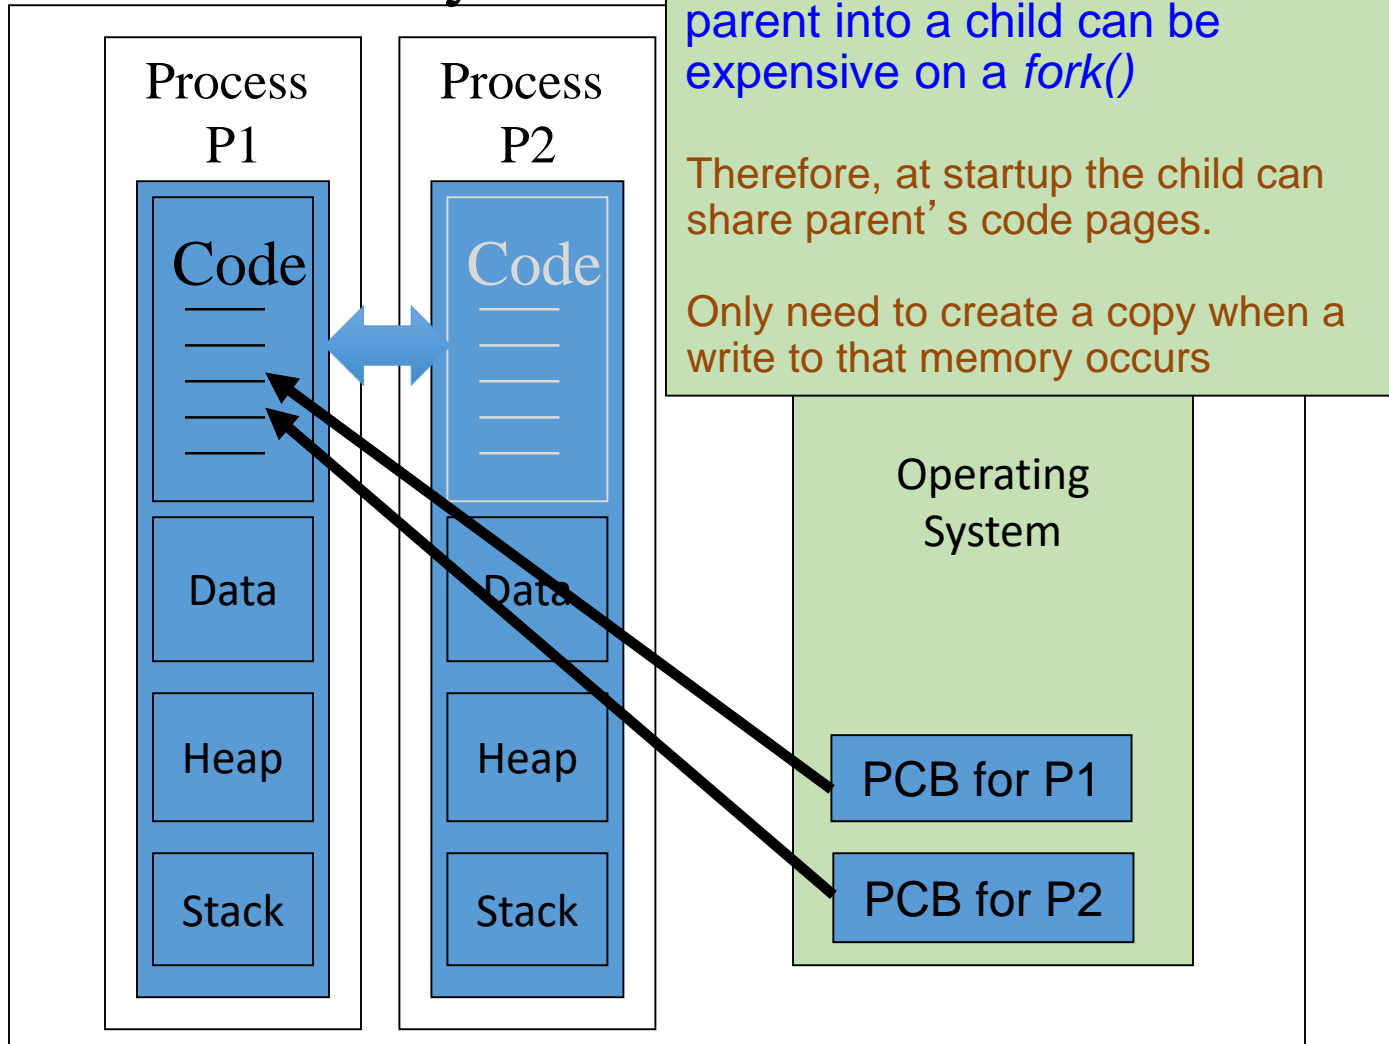 parent into a child can be
expensive on a fork()
Therefore, at startup the child can
share parent’s code pages.
Only need to create a copy when a
write to that memory occurs
Process
P1
Process
P2
Code
Code
Data
Data
Heap
Heap
Stack
Stack
Operating
System
PCB for P1
PCB for P2